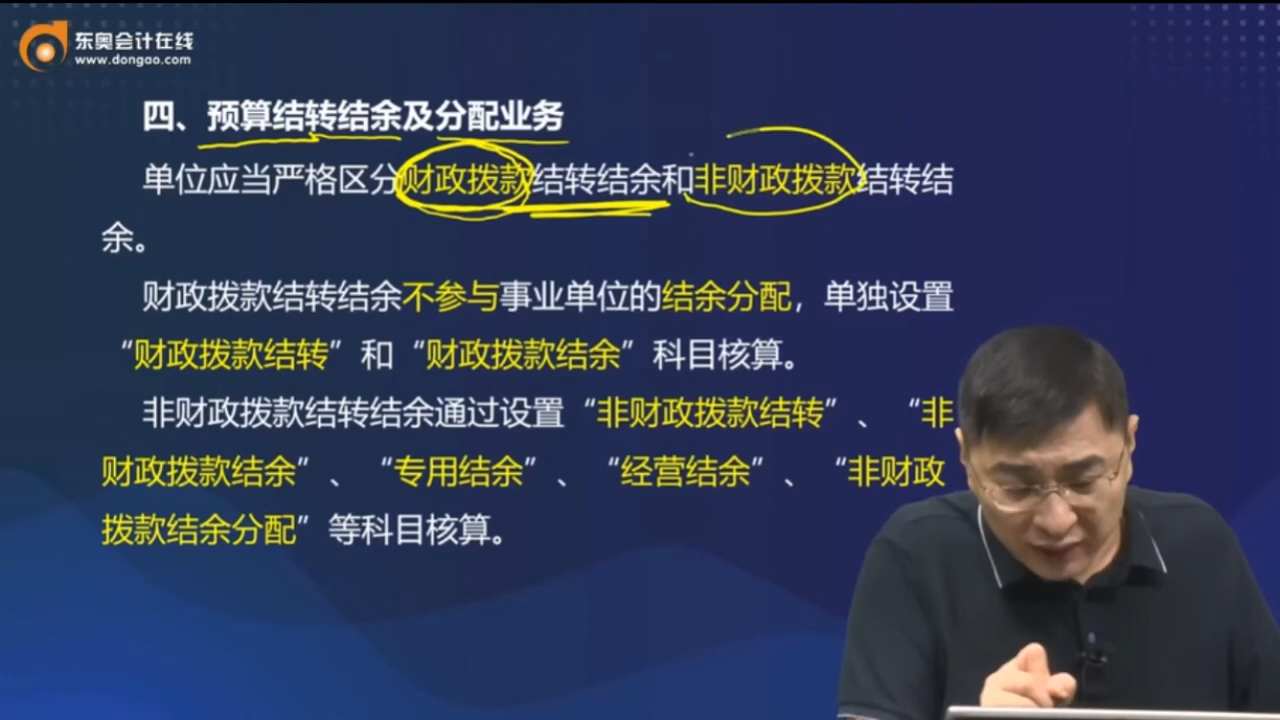 东奥会计在线
www.dongao.com
四、预算结转结余及分配业务
单位应当严格区分财政拨款结转结余和非财政拨款结转结
余。
财政拨款结转结余不参与事业单位的结余分配，单独设置
“财政拨款结转”和“财政拨款结余”科目核算。
非财政拨款结转结余通过设置“非财政拨款结转”、“非
财政拨款结余”、“专用结余”、“经营结余”、“非财政
拨款结余分配”等科目核算。